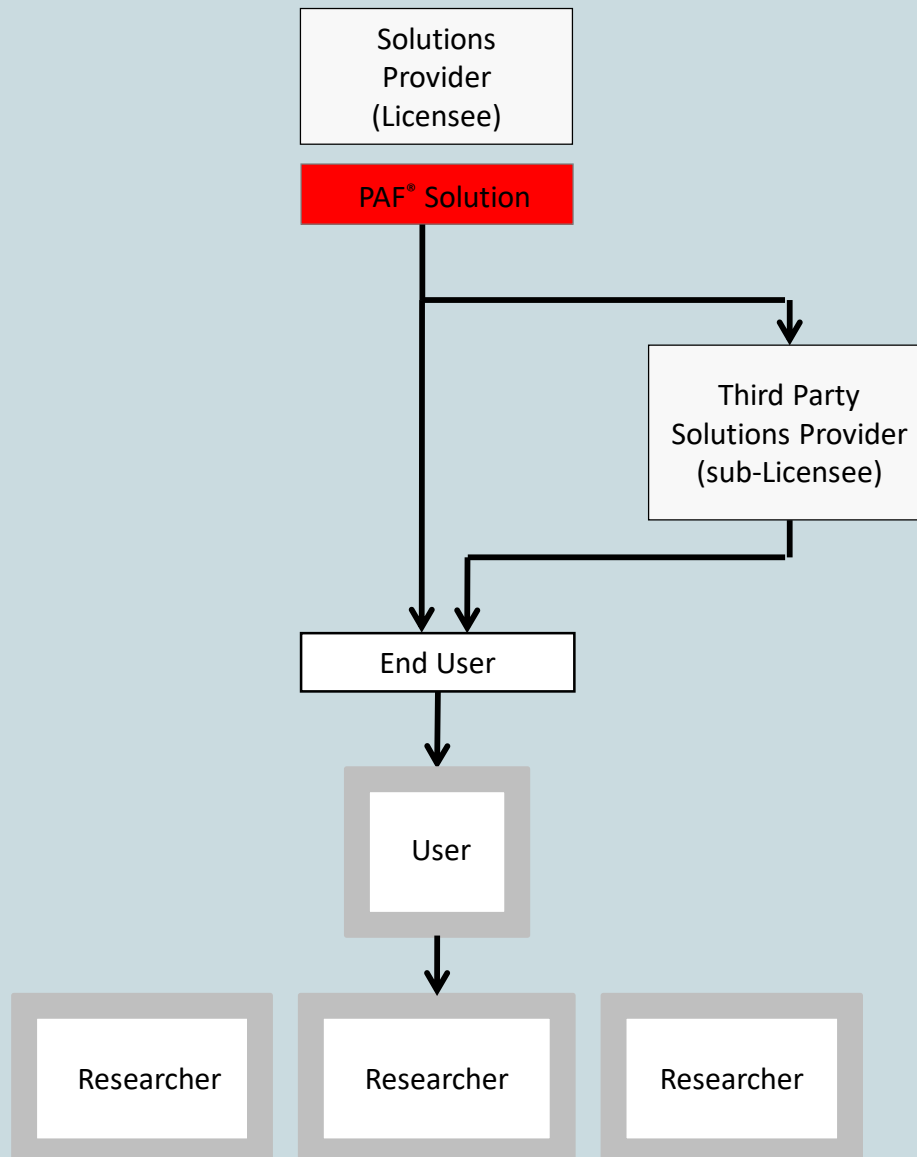 Solutions
Provider
(Licensee)
PAF® Solution
Third Party
Solutions Provider
(sub-Licensee)
End User
User
Researcher
Researcher
Researcher